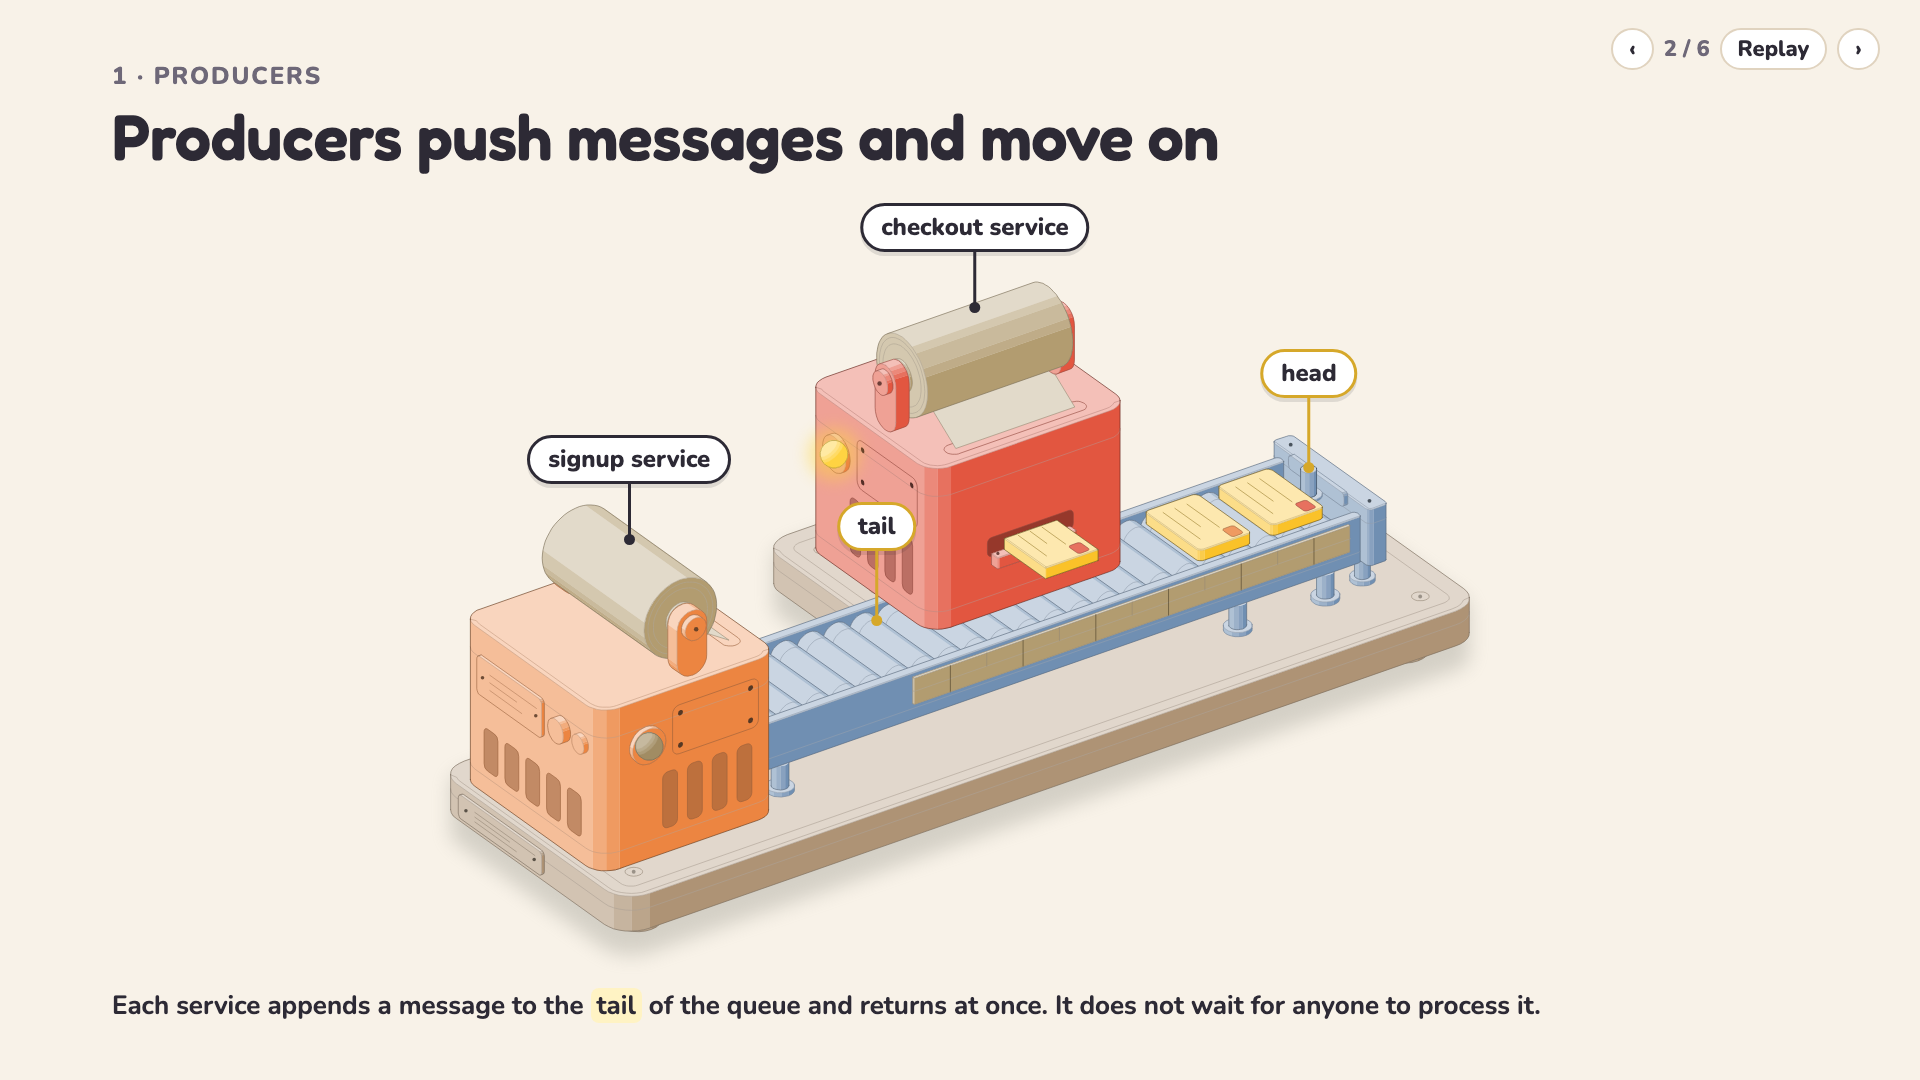 1 · PRODUCERS
Producers push messages and move on
‹ 2 / 6 Replay ›
checkout service
head
signup service
tail
Each service appends a message to the tail of the queue and returns at once. It does not wait for anyone to process it.